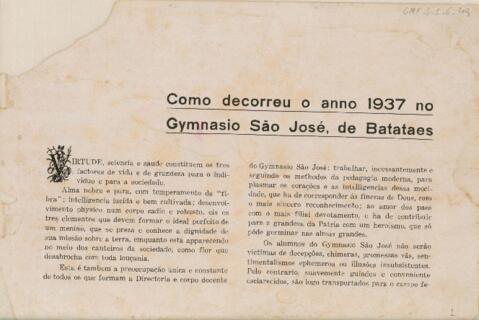 Como decorreu o anno 1937 no
Gymnasio São José, de Batataes
VIRTUDE, sciencia e saude constituem os tres
factores de vida e de grandeza para o indi-
viduo e para a sociedade.
Alma nobre e pura, com temperamento de "fi-
bra"; intelligencia lucida e bem cultivada; desenvol-
vimento physico num corpo sadio e robusto, eis os
tres elementos que devem formar o ideal perfeito de
um menino, que se preza e conhece a dignidade de
sua missão sobre a terra, emquanto está apparecendo
no meio dos canteiros da sociedade, como flor que
desabrocha com toda louçania.
Esta é tambem a preoccupação unica e constante
de todos os que formam a Directoria e corpo docente
do Gymnasio São José: trabalhar, incessantemente e
seguindo os methodos da pedagogia moderna, para
plasmar os corações e as intelligencias dessa moci-
dade, que ha de corresponder ás finezas de Deus, com
o mais sincero reconhecimento; ao amor dos paes
com o mais filial devotamento, e ha de contribuir
para a grandeza da Patria com um heroismo, que só
póde germinar nas almas grandes.
Os alumnos do Gymnasio São José não serão
victimas de decepções, chimeras, promessas vãs, sen-
timentalismos ephemeros ou illusões insubsistentes.
Pelo contrario, suavemente guiados e conveniente
esclarecidos, são logo transportados para o campo fe-
1